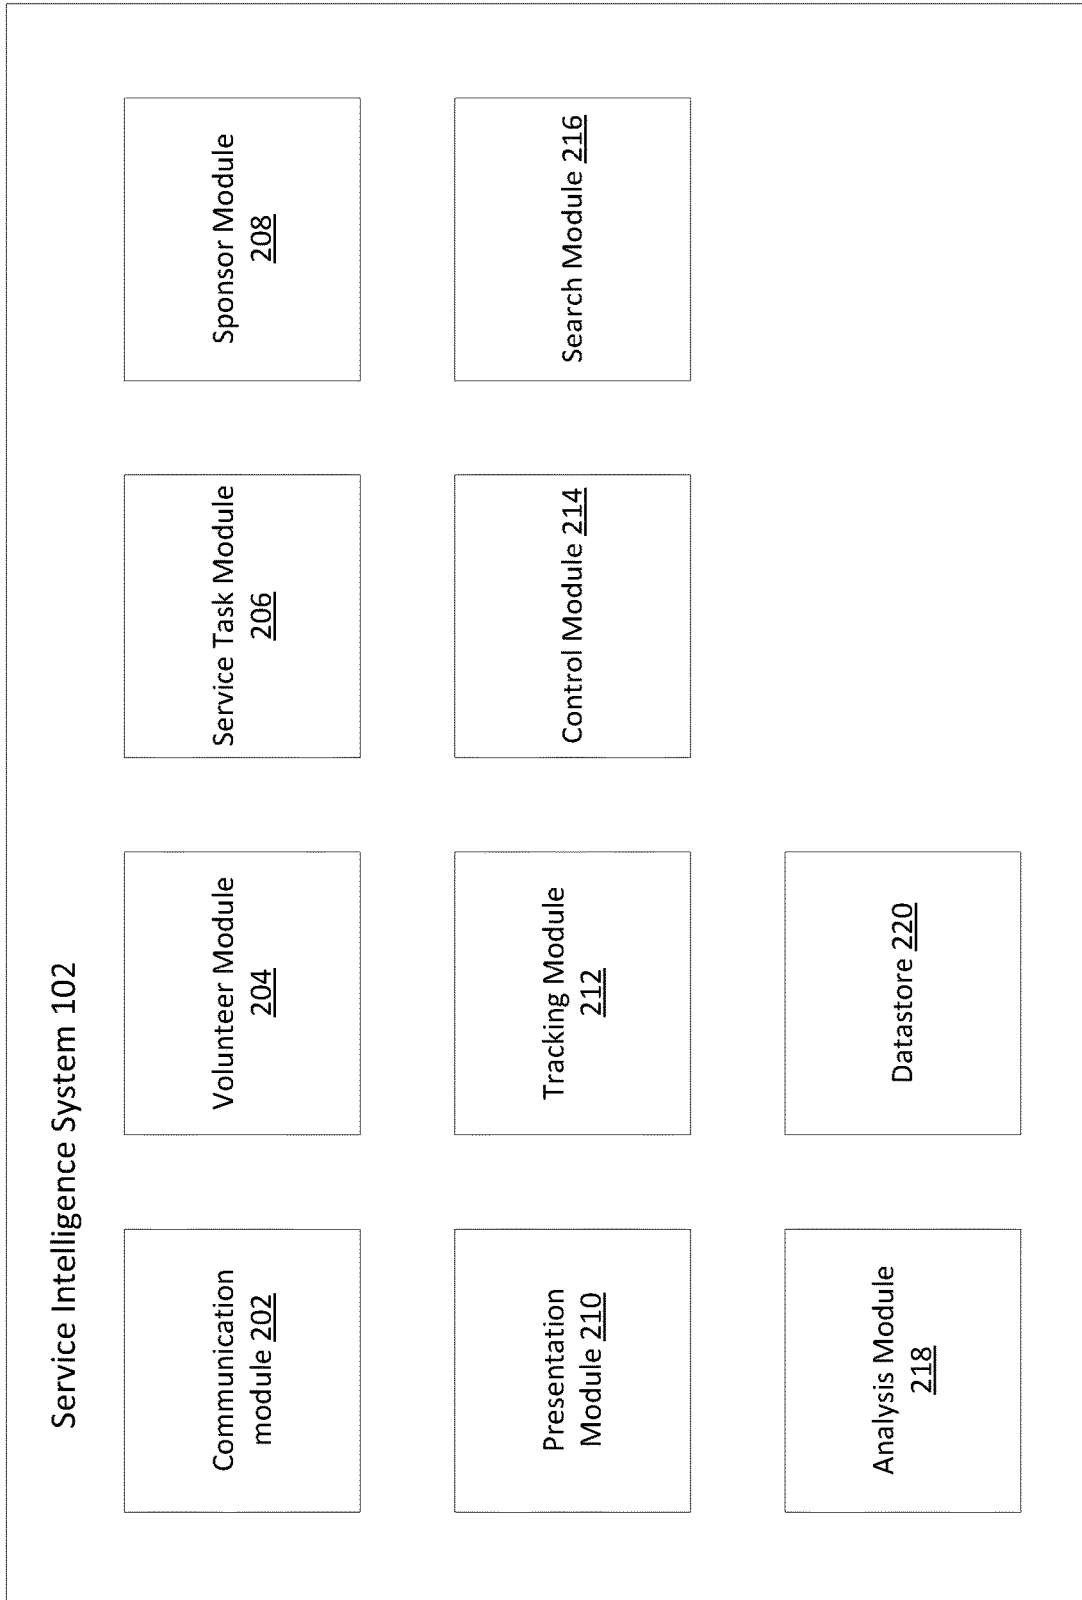 Service Intelligence System 102
Communication
module 202
Volunteer Module
204
Service Task Module
206
Sponsor Module
208
Presentation
Module 210
Tracking Module
212
Control Module 214
Search Module 216
Analysis Module
218
Datastore 220